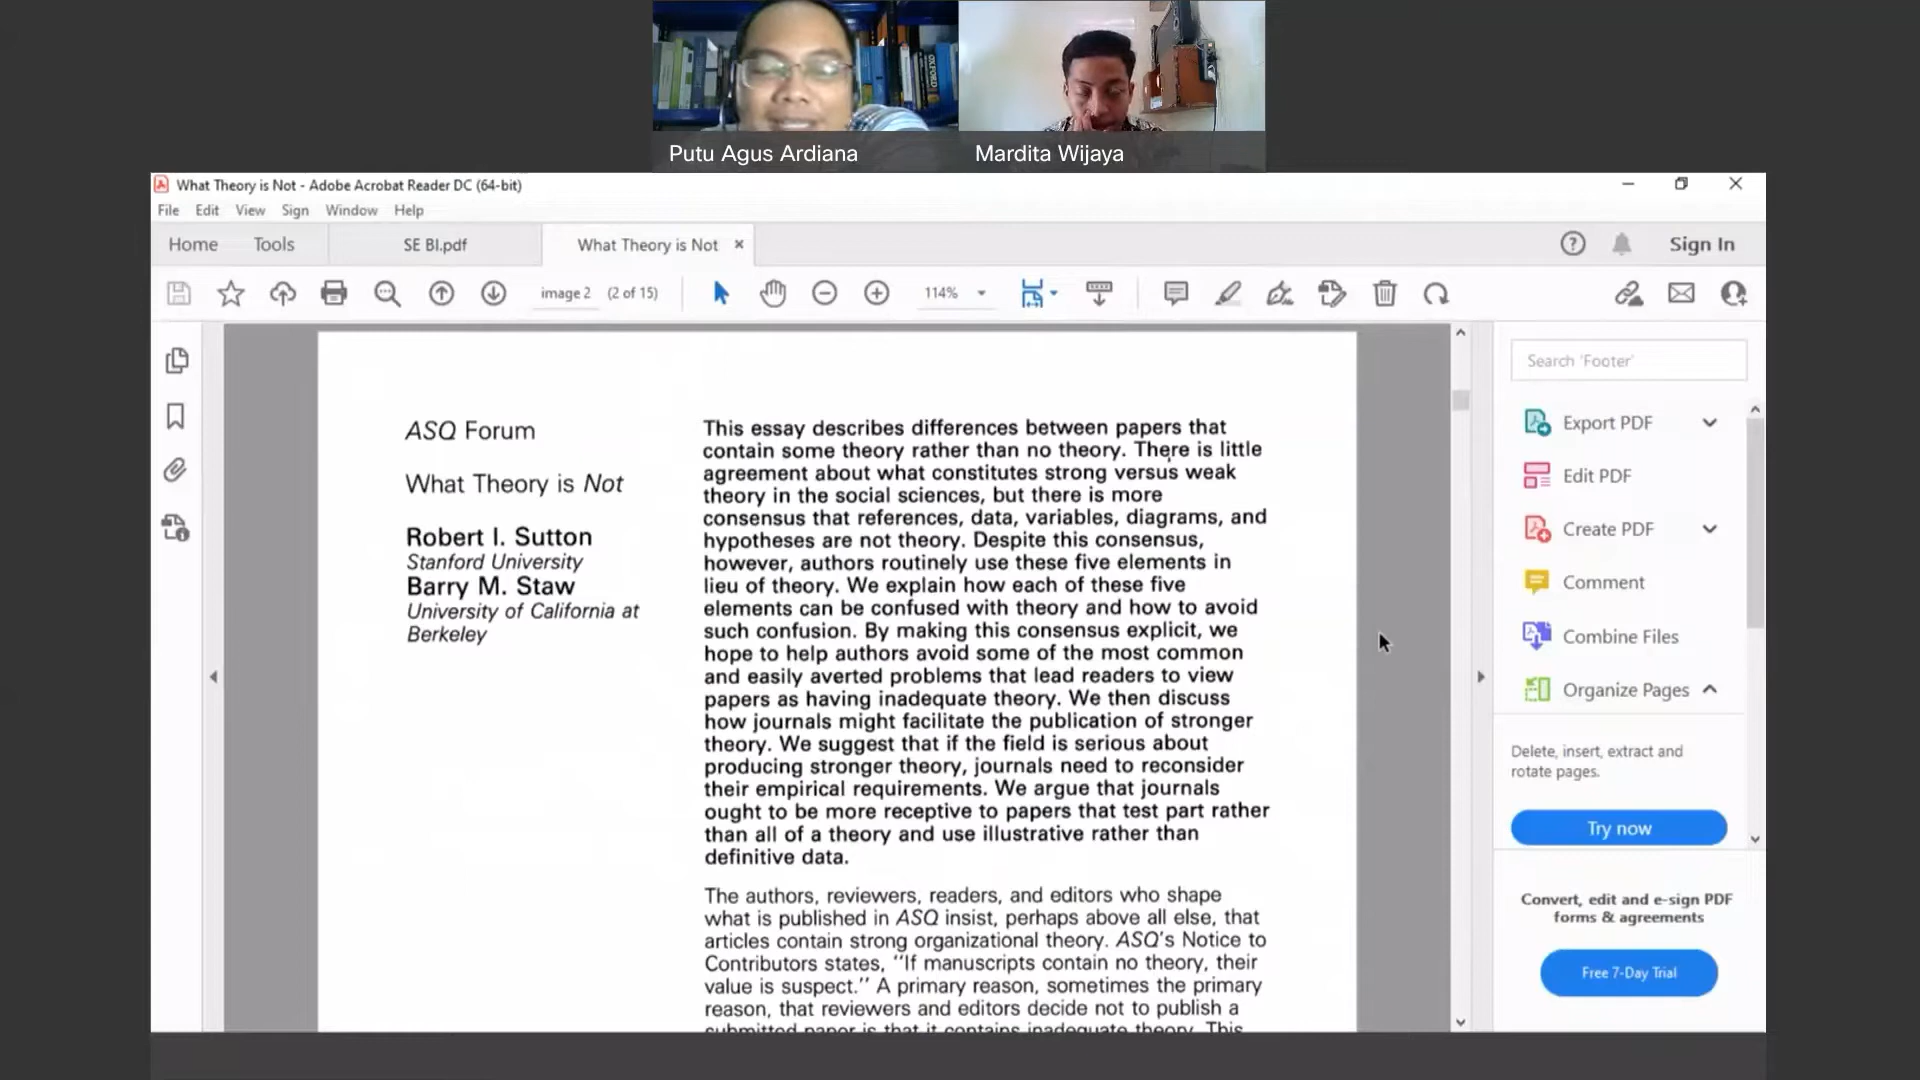 OXFORD
Putu Agus Ardiana
Mardita Wijaya
What Theory is Not - Adobe Acrobat Reader DC (64-bit)
File Edit View Sign Window Help
Home Tools SE BI.pdf What Theory is Not Sign In
image 2 (2 of 15) 114%
Search 'Footer'
Export PDF
Edit PDF
Create PDF
Comment
Combine Files
Organize Pages
Delete, insert, extract and
rotate pages.
Try now
Convert, edit and e-sign PDF
forms & agreements
Free 7-Day Trial
ASQ Forum
What Theory is Not
Robert I. Sutton
Stanford University
Barry M. Staw
University of California at
Berkeley
This essay describes differences between papers that
contain some theory rather than no theory. There is little
agreement about what constitutes strong versus weak
theory in the social sciences, but there is more
consensus that references, data, variables, diagrams, and
hypotheses are not theory. Despite this consensus,
however, authors routinely use these five elements in
lieu of theory. We explain how each of these five
elements can be confused with theory and how to avoid
such confusion. By making this consensus explicit, we
hope to help authors avoid some of the most common
and easily averted problems that lead readers to view
papers as having inadequate theory. We then discuss
how journals might facilitate the publication of stronger
theory. We suggest that if the field is serious about
producing stronger theory, journals need to reconsider
their empirical requirements. We argue that journals
ought to be more receptive to papers that test part rather
than all of a theory and use illustrative rather than
definitive data.
The authors, reviewers, readers, and editors who shape
what is published in ASQ insist, perhaps above all else, that
articles contain strong organizational theory. ASQ's Notice to
Contributors states, "If manuscripts contain no theory, their
value is suspect." A primary reason, sometimes the primary
reason, that reviewers and editors decide not to publish a
submitted paper is that it contains inadequate theory. This